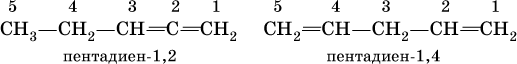 5 4 3 2 1 5 4 3 2 1
CH₃—CH₂—CH=C=CH₂ CH₂=CH—CH₂—CH=CH₂
пентадиен-1,2 пентадиен-1,4